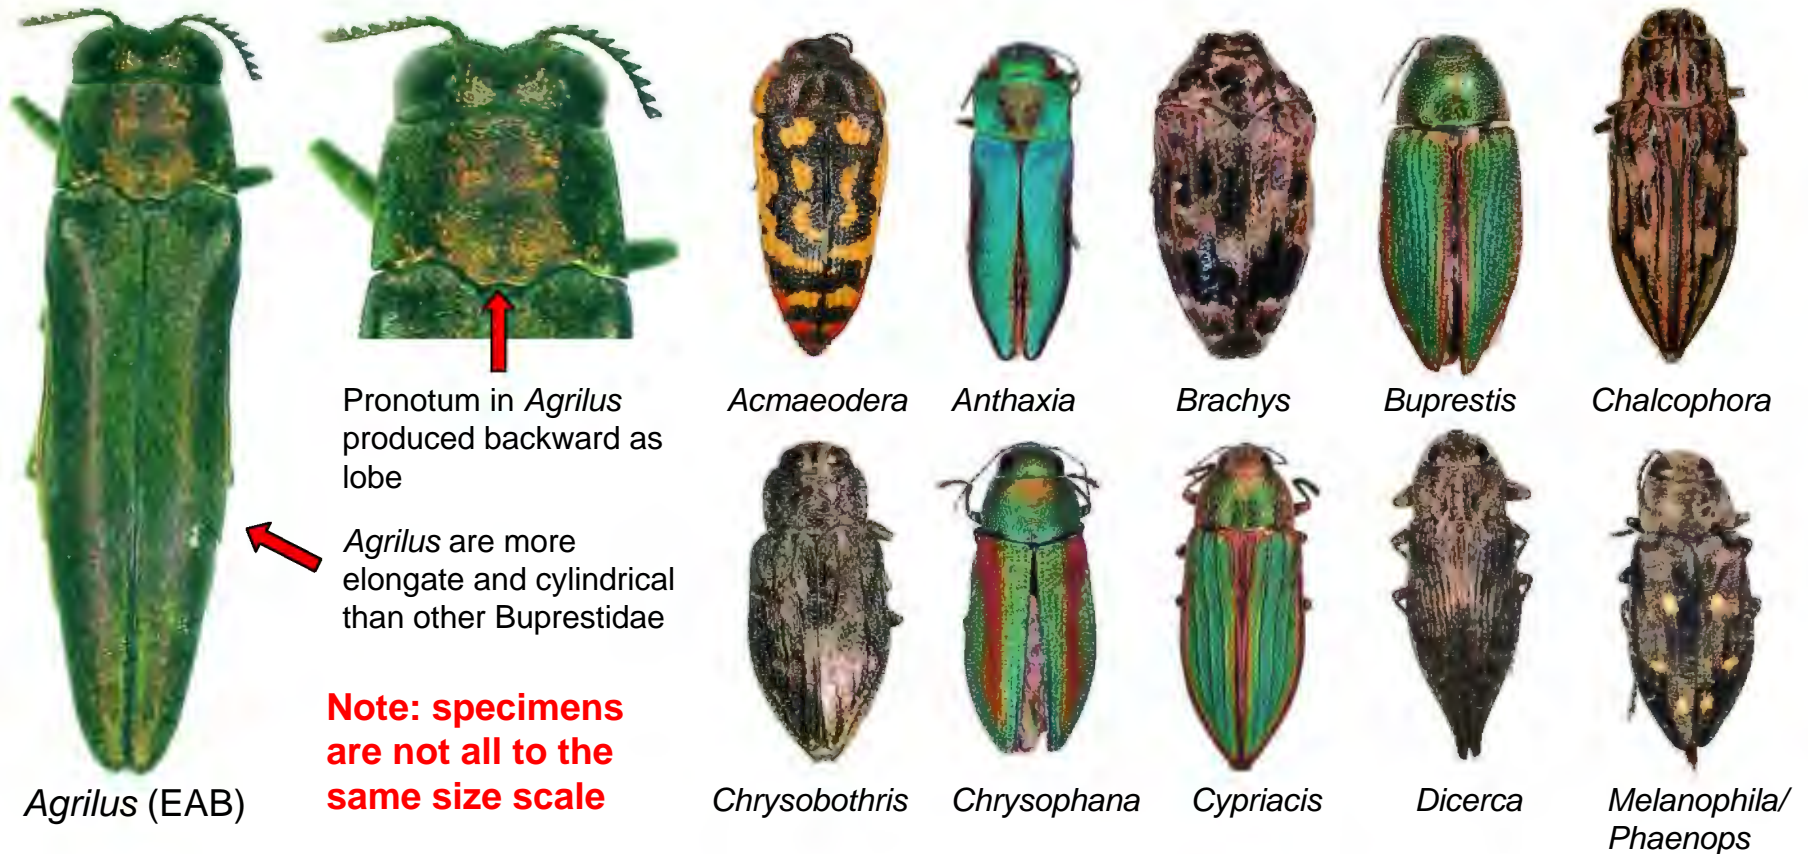 Pronotum in Agrilus
produced backward as
lobe
Agrilus are more
elongate and cylindrical
than other Buprestidae
Note: specimens
are not all to the
same size scale
Agrilus (EAB)
Acmaeodera
Anthaxia
Brachys
Buprestis
Chalcophora
Chrysobothris
Chrysophana
Cypriacis
Dicerca
Melanophila/
Phaenops